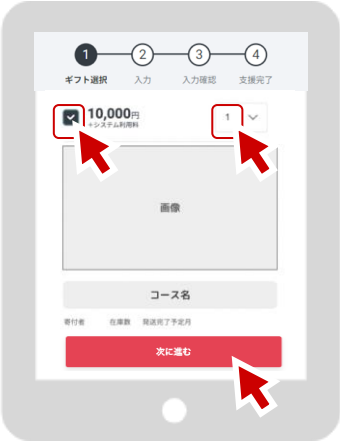 1 2 3 4
ギフト選択 入力 入力確認 支援完了
10,000円 1
+システム利用料
画像
コース名
寄付者 在庫数 発送完了予定月
次に進む